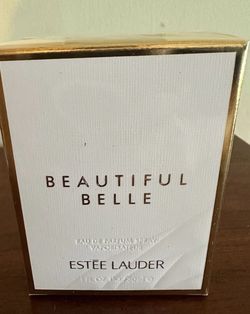 BEAUTIFUL
BELLE
EAU DE PARFUM SPRAY
VAPORISATEUR
ESTĒE LAUDER